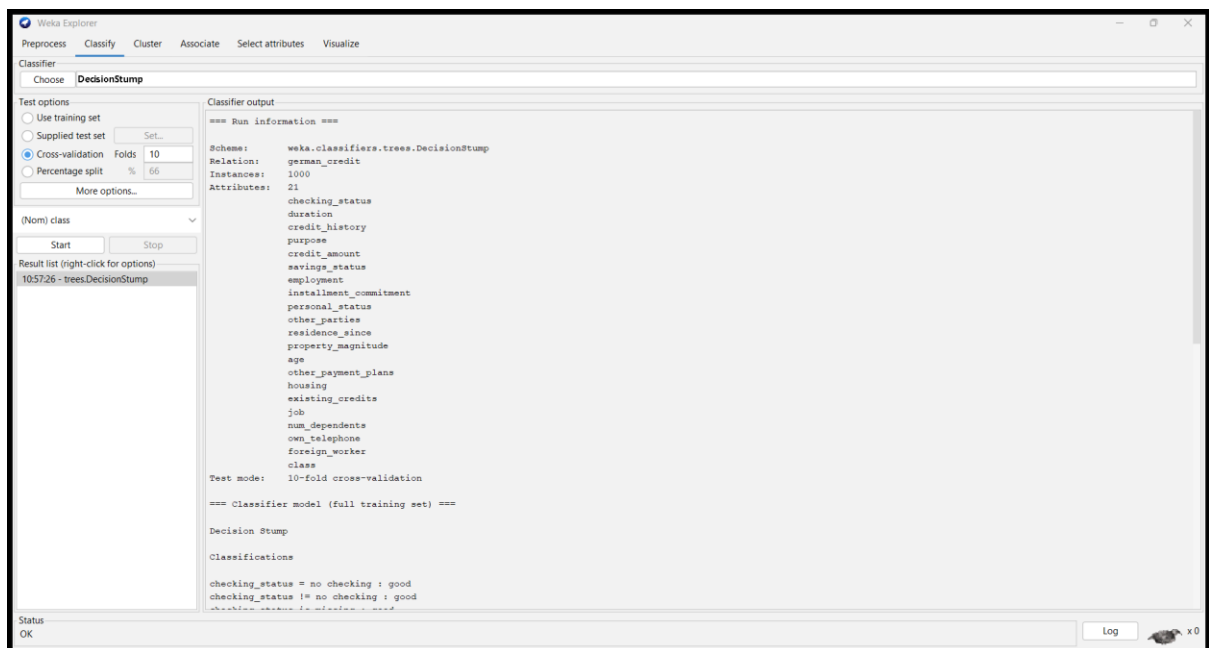 Weka Explorer
Preprocess Classify Cluster Associate Select attributes Visualize
Classifier
Choose DecisionStump
Test options
Use training set
Supplied test set Set...
Cross-validation Folds 10
Percentage split % 66
More options...
(Nom) class
Start Stop
Result list (right-click for options)
10:57:26 - trees.DecisionStump
Classifier output
=== Run information ===
Scheme: weka.classifiers.trees.DecisionStump
Relation: german_credit
Instances: 1000
Attributes: 21
checking_status
duration
credit_history
purpose
credit_amount
savings_status
employment
installment_commitment
personal_status
other_parties
residence_since
property_magnitude
age
other_payment_plans
housing
existing_credits
job
num_dependents
own_telephone
foreign_worker
class
Test mode: 10-fold cross-validation
=== Classifier model (full training set) ===
Decision Stump
Classifications
checking_status = no checking : good
checking_status != no checking : good
checking_status is missing : good
Status
OK
Log x 0